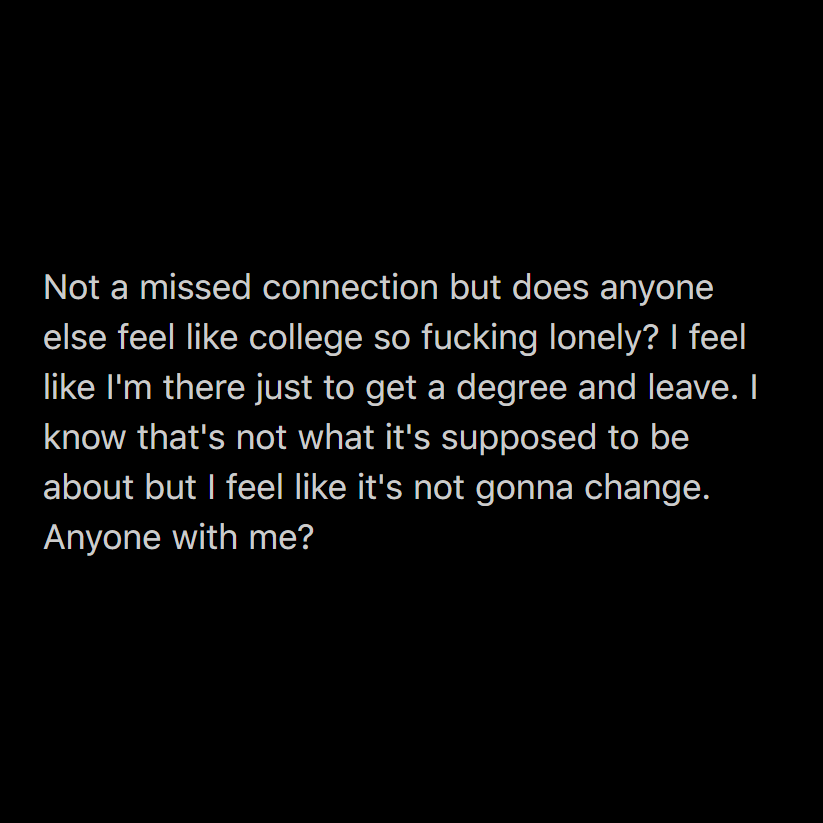 Not a missed connection but does anyone
else feel like college so fucking lonely? I feel
like I'm there just to get a degree and leave. I
know that's not what it's supposed to be
about but I feel like it's not gonna change.
Anyone with me?